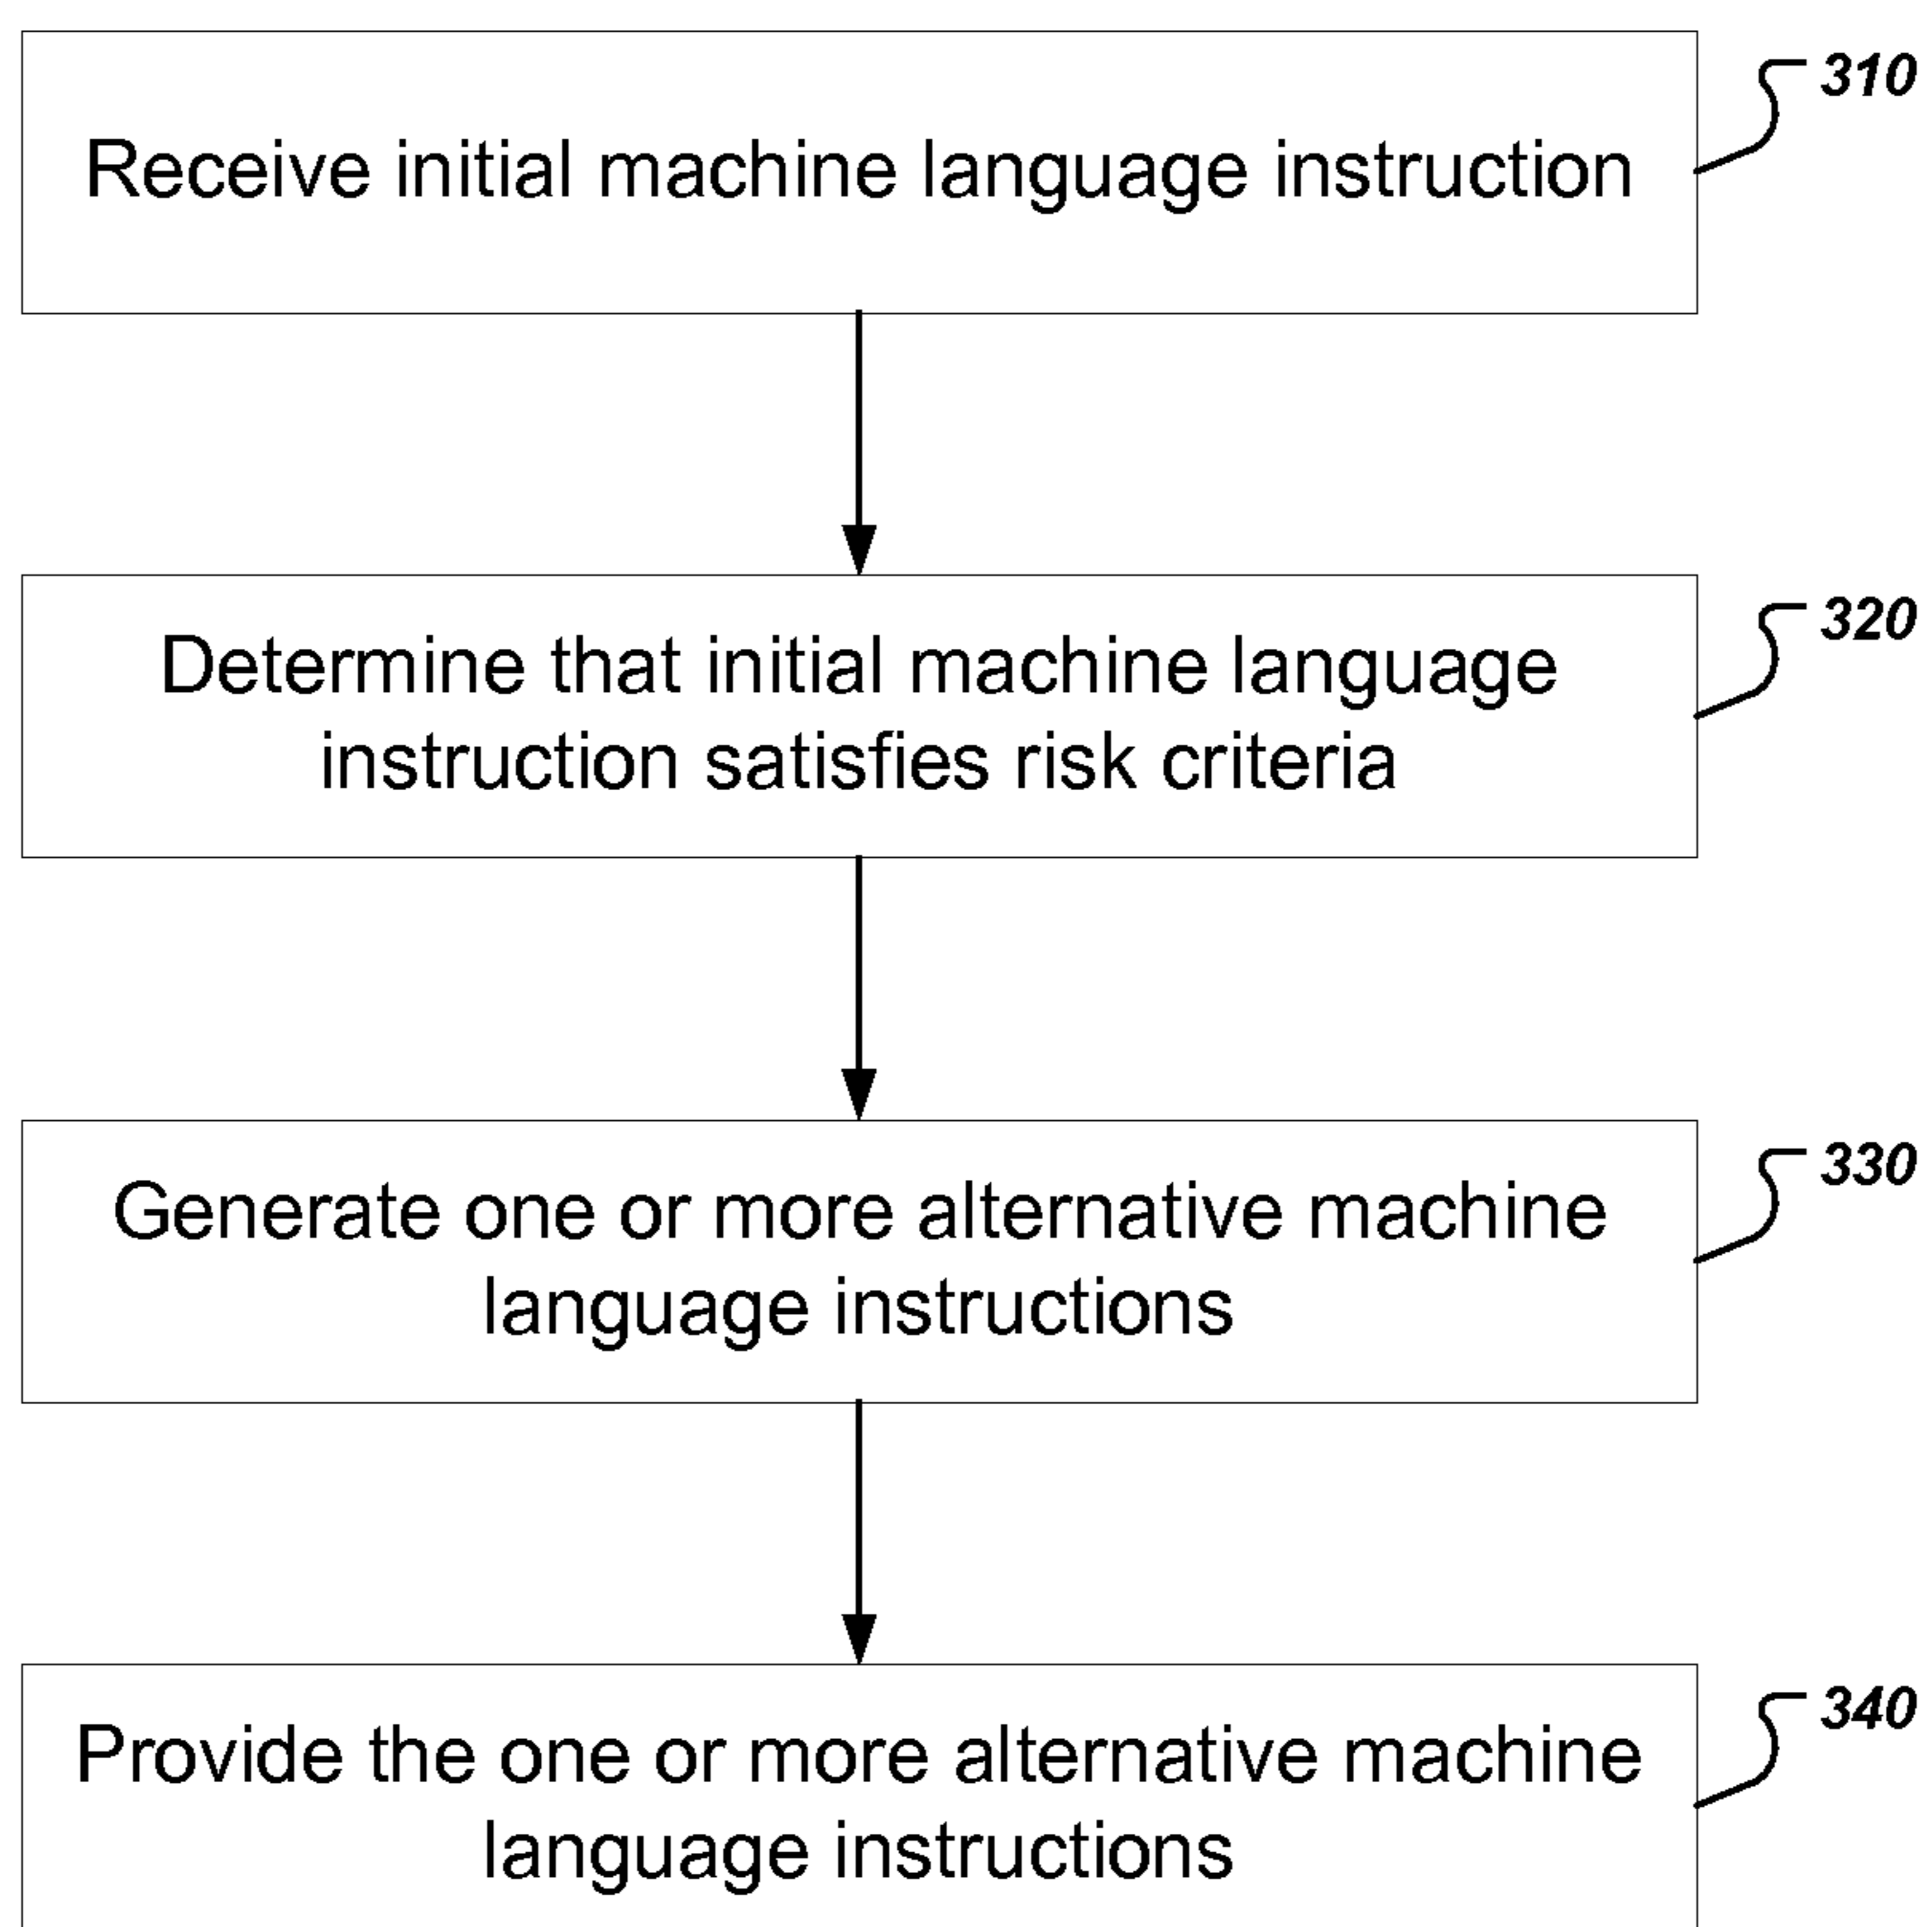 Receive initial machine language instruction
310
Determine that initial machine language
instruction satisfies risk criteria
320
Generate one or more alternative machine
language instructions
330
Provide the one or more alternative machine
language instructions
340